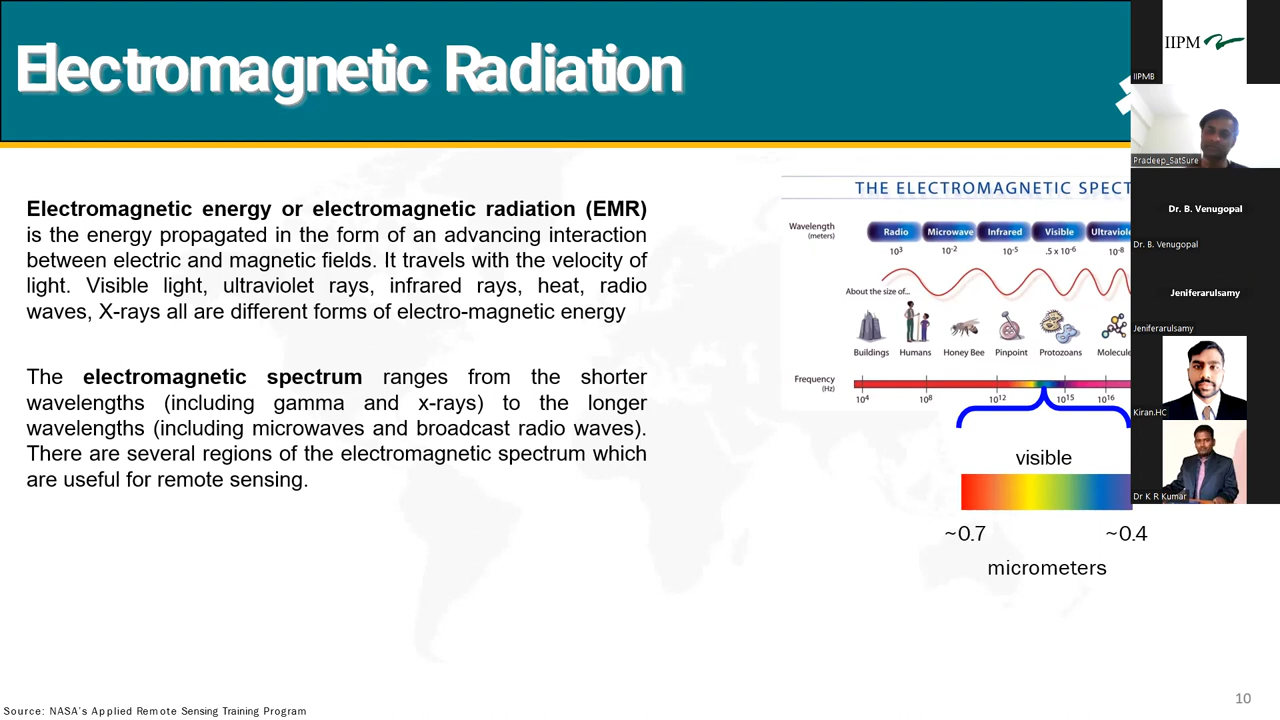 Electromagnetic Radiation
IIPM
IIPMB
Pradeep_SatSure
Dr. B. Venugopal
Dr. B. Venugopal
Jeniferarulsamy
Jeniferarulsamy
Kiran.HC
Dr K R Kumar
Electromagnetic energy or electromagnetic radiation (EMR)
is the energy propagated in the form of an advancing interaction
between electric and magnetic fields. It travels with the velocity of
light. Visible light, ultraviolet rays, infrared rays, heat, radio
waves, X-rays all are different forms of electro-magnetic energy
The electromagnetic spectrum ranges from the shorter
wavelengths (including gamma and x-rays) to the longer
wavelengths (including microwaves and broadcast radio waves).
There are several regions of the electromagnetic spectrum which
are useful for remote sensing.
THE ELECTROMAGNETIC SPECT
Wavelength
(meters)
Radio Microwave Infrared Visible Ultraviole
10³ 10⁻² 10⁻⁵ .5 x 10⁻⁶ 10⁻⁸
About the size of...
Buildings Humans Honey Bee Pinpoint Protozoans Molecule
Frequency
(Hz)
10⁴ 10⁸ 10¹² 10¹⁵ 10¹⁶
visible
~0.7 ~0.4
micrometers
Source: NASA's Applied Remote Sensing Training Program
10